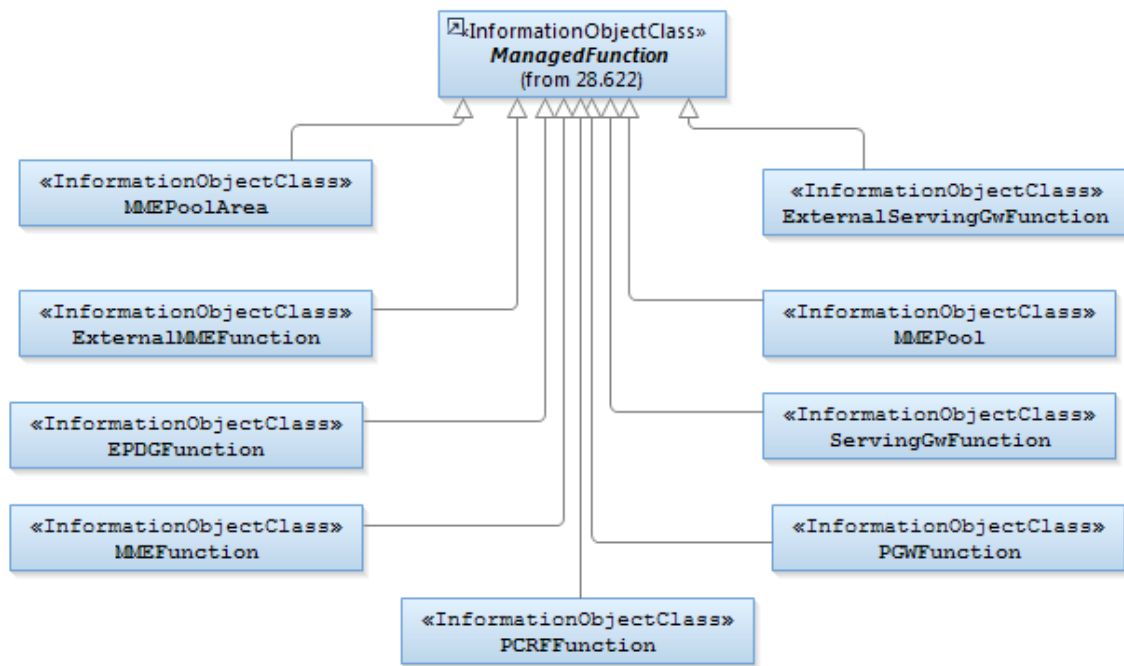 «InformationObjectClass»
ManagedFunction
(from 28.622)
«InformationObjectClass»
MMEPoolArea
«InformationObjectClass»
ExternalServingGwFunction
«InformationObjectClass»
ExternalMMEFunction
«InformationObjectClass»
MMEPool
«InformationObjectClass»
EPDGFunction
«InformationObjectClass»
ServingGwFunction
«InformationObjectClass»
MMEFunction
«InformationObjectClass»
PGWFunction
«InformationObjectClass»
PCRFFunction